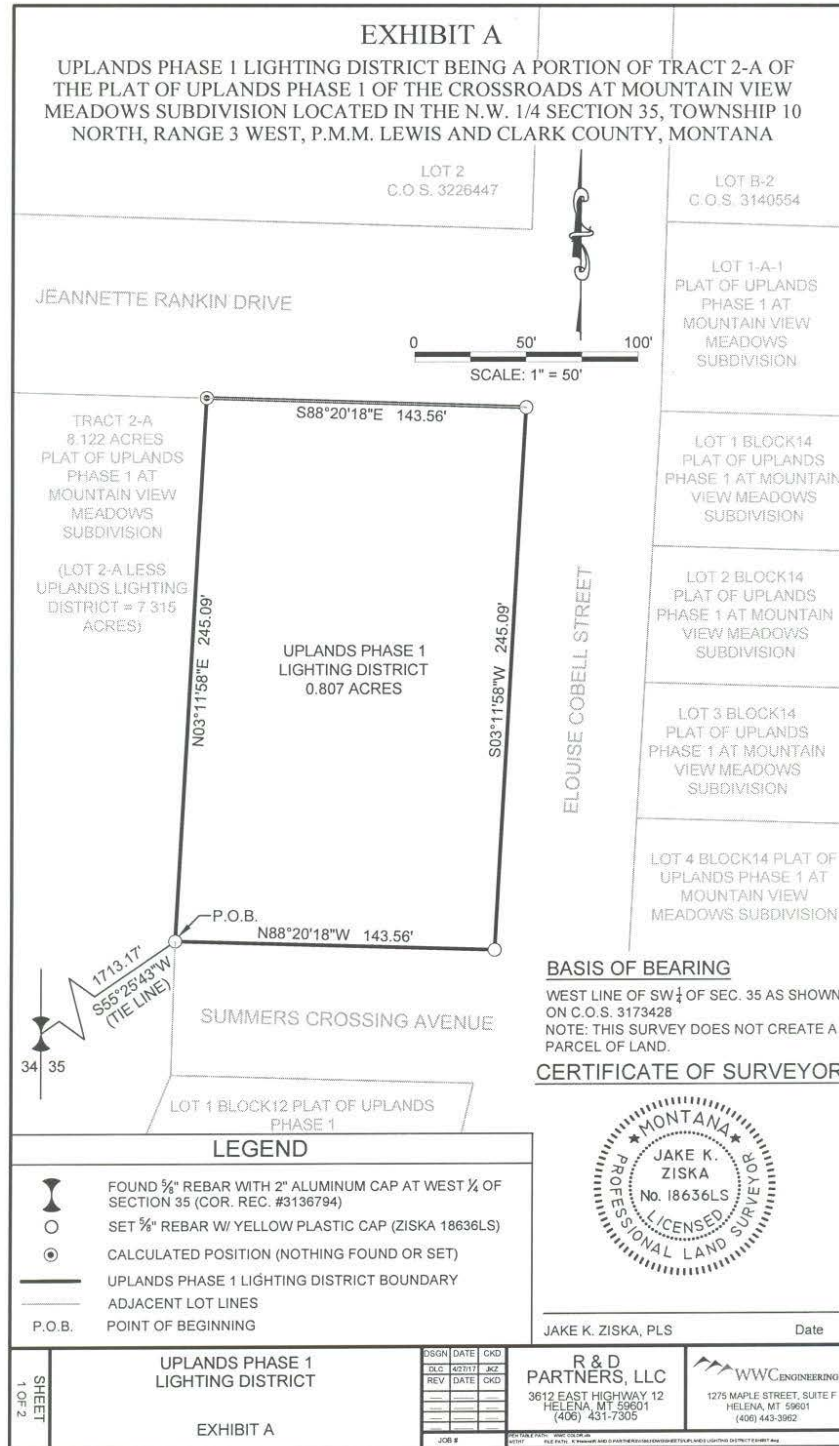 EXHIBIT A
UPLANDS PHASE 1 LIGHTING DISTRICT BEING A PORTION OF TRACT 2-A OF
THE PLAT OF UPLANDS PHASE 1 OF THE CROSSROADS AT MOUNTAIN VIEW
MEADOWS SUBDIVISION LOCATED IN THE N.W. 1/4 SECTION 35, TOWNSHIP 10
NORTH, RANGE 3 WEST, P.M.M. LEWIS AND CLARK COUNTY, MONTANA
LOT 2
C.O.S. 3226447
LOT B-2
C.O.S. 3140554
JEANNETTE RANKIN DRIVE
LOT 1-A-1
PLAT OF UPLANDS
PHASE 1 AT
MOUNTAIN VIEW
MEADOWS
SUBDIVISION
0 50' 100'
SCALE: 1" = 50'
S88°20'18"E 143.56'
TRACT 2-A
8.122 ACRES
PLAT OF UPLANDS
PHASE 1 AT
MOUNTAIN VIEW
MEADOWS
SUBDIVISION
(LOT 2-A LESS
UPLANDS LIGHTING
DISTRICT = 7.315
ACRES)
N03°11'58"E 245.09'
UPLANDS PHASE 1
LIGHTING DISTRICT
0.807 ACRES
S03°11'58"W 245.09'
ELOUISE COBELL STREET
LOT 1 BLOCK14
PLAT OF UPLANDS
PHASE 1 AT MOUNTAIN
VIEW MEADOWS
SUBDIVISION
LOT 2 BLOCK14
PLAT OF UPLANDS
PHASE 1 AT MOUNTAIN
VIEW MEADOWS
SUBDIVISION
LOT 3 BLOCK14
PLAT OF UPLANDS
PHASE 1 AT MOUNTAIN
VIEW MEADOWS
SUBDIVISION
LOT 4 BLOCK14 PLAT OF
UPLANDS PHASE 1 AT
MOUNTAIN VIEW
MEADOWS SUBDIVISION
P.O.B.
N88°20'18"W 143.56'
1713.17'
S55°25'43"W
(TIE LINE)
34 35
SUMMERS CROSSING AVENUE
LOT 1 BLOCK12 PLAT OF UPLANDS
PHASE 1
BASIS OF BEARING
WEST LINE OF SW 1/4 OF SEC. 35 AS SHOWN
ON C.O.S. 3173428
NOTE: THIS SURVEY DOES NOT CREATE A
PARCEL OF LAND.
CERTIFICATE OF SURVEYOR
MONTANA
JAKE K.
ZISKA
No. 18636LS
LICENSED
PROFESSIONAL LAND SURVEYOR
JAKE K. ZISKA, PLS Date
LEGEND
FOUND 5/8" REBAR WITH 2" ALUMINUM CAP AT WEST 1/4 OF
SECTION 35 (COR. REC. #3136794)
SET 5/8" REBAR W/ YELLOW PLASTIC CAP (ZISKA 18636LS)
CALCULATED POSITION (NOTHING FOUND OR SET)
UPLANDS PHASE 1 LIGHTING DISTRICT BOUNDARY
ADJACENT LOT LINES
P.O.B. POINT OF BEGINNING
SHEET
1 OF 2
UPLANDS PHASE 1
LIGHTING DISTRICT
EXHIBIT A
DSGN DATE CKD
DLC 4/27/17 JKZ
REV DATE CKD
JOB #
R & D
PARTNERS, LLC
3612 EAST HIGHWAY 12
HELENA, MT 59601
(406) 431-7305
WWC ENGINEERING
1275 MAPLE STREET, SUITE F
HELENA, MT 59601
(406) 443-3962